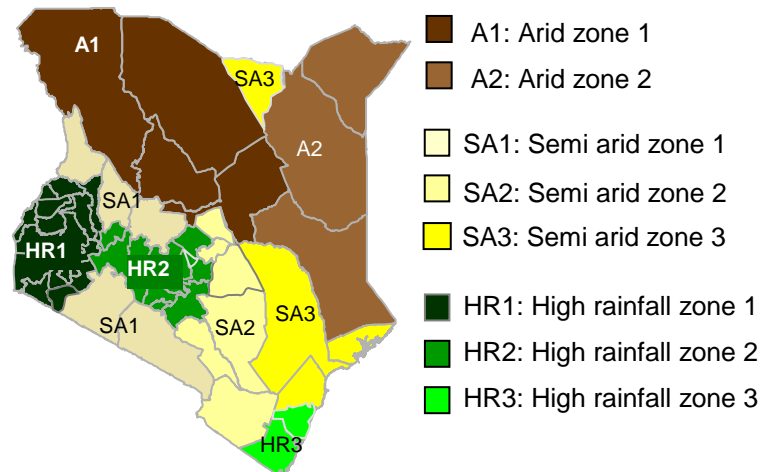 A1
SA3
A2
SA1
HR1
HR2
SA3
SA1
SA2
HR3
A1: Arid zone 1
A2: Arid zone 2
SA1: Semi arid zone 1
SA2: Semi arid zone 2
SA3: Semi arid zone 3
HR1: High rainfall zone 1
HR2: High rainfall zone 2
HR3: High rainfall zone 3